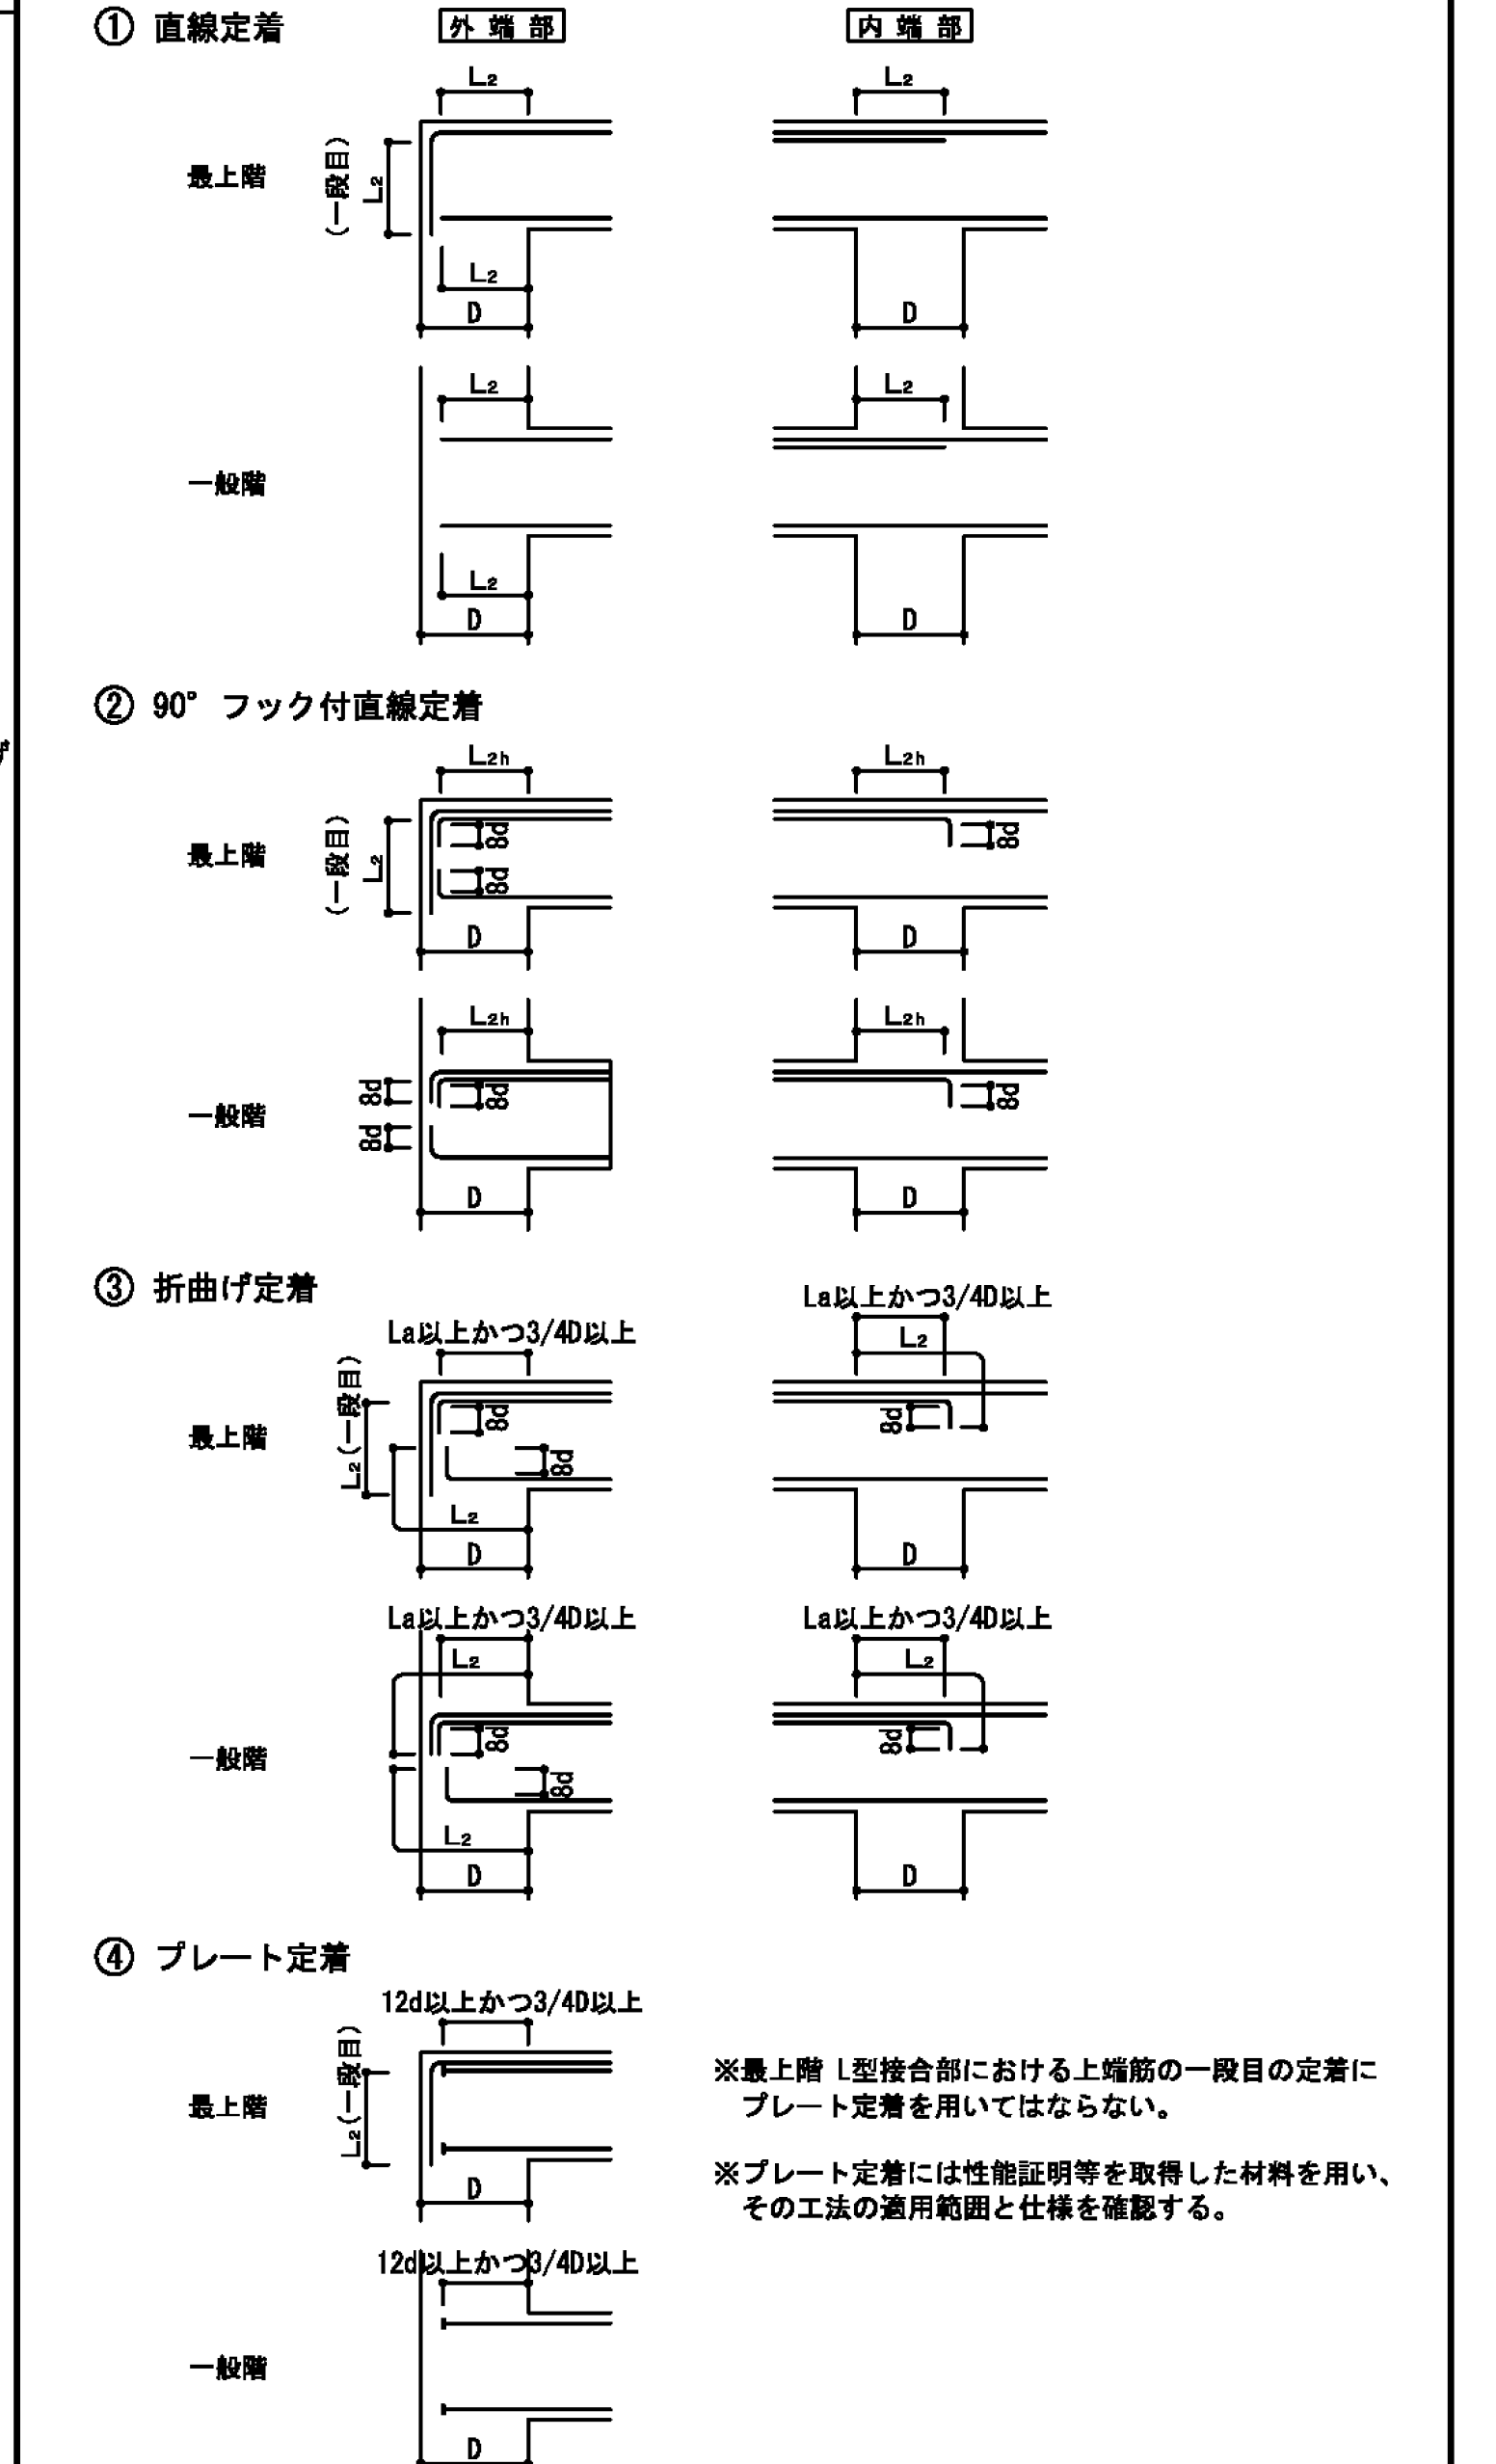 ① 直線定着
外端部
内端部
L2
L2
最上階
(一段目)
L2
L2
D
D
L2
L2
一般階
L2
D
D
② 90°フック付直線定着
L2h
L2h
最上階
(一段目)
L2
8d
8d
8d
D
D
L2h
L2h
一般階
8d
8d
8d
8d
D
D
③ 折曲げ定着
La以上かつ3/4D以上
La以上かつ3/4D以上
L2
最上階
L2(一段目)
8d
8d
8d
L2
D
D
La以上かつ3/4D以上
La以上かつ3/4D以上
L2
L2
一般階
8d
8d
8d
L2
D
D
④ プレート定着
12d以上かつ3/4D以上
最上階
L2(一段目)
D
※最上階 L型接合部における上端筋の一段目の定着に
プレート定着を用いてはならない。
※プレート定着には性能証明等を取得した材料を用い、
その工法の適用範囲と仕様を確認する。
12d以上かつ3/4D以上
一般階
D